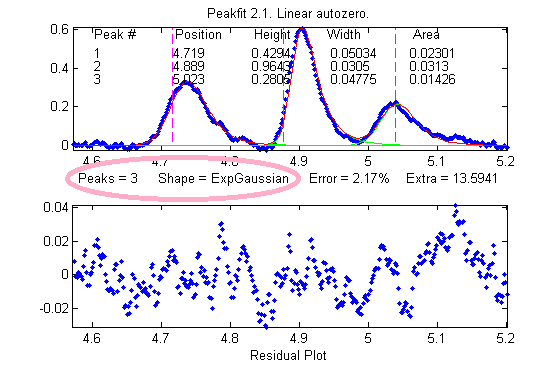 Peakfit 2.1. Linear autozero.
Peak # Position Height Width Area
1 4.719 0.4294 0.05034 0.02301
2 4.889 0.9643 0.0305 0.0313
3 5.023 0.2805 0.04775 0.01426
0.6
0.4
0.2
0
4.6 4.7 4.8 4.9 5 5.1 5.2
Peaks = 3 Shape = ExpGaussian Error = 2.17% Extra = 13.5941
0.04
0.02
0
-0.02
4.6 4.7 4.8 4.9 5 5.1 5.2
Residual Plot